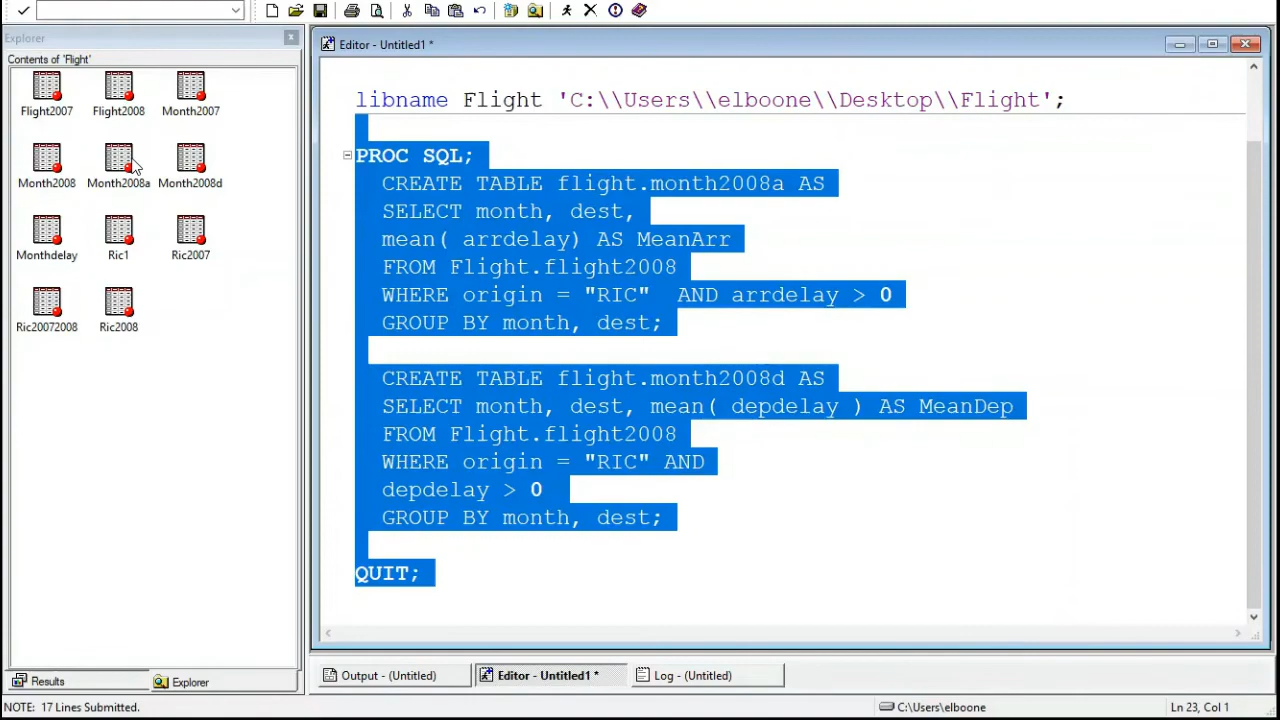 Explorer
Contents of 'Flight'
Flight2007
Flight2008
Month2007
Month2008
Month2008a
Month2008d
Monthdelay
Ric1
Ric2007
Ric20072008
Ric2008
Results
Explorer
Editor - Untitled1 *
libname Flight 'C:\\Users\\elboone\\Desktop\\Flight';
PROC SQL;
CREATE TABLE flight.month2008a AS
SELECT month, dest,
mean( arrdelay) AS MeanArr
FROM Flight.flight2008
WHERE origin = "RIC"  AND arrdelay > 0
GROUP BY month, dest;
CREATE TABLE flight.month2008d AS
SELECT month, dest, mean( depdelay ) AS MeanDep
FROM Flight.flight2008
WHERE origin = "RIC" AND
depdelay > 0
GROUP BY month, dest;
QUIT;
Output - (Untitled)
Editor - Untitled1 *
Log - (Untitled)
NOTE:  17 Lines Submitted.
C:\Users\elboone
Ln 23, Col 1